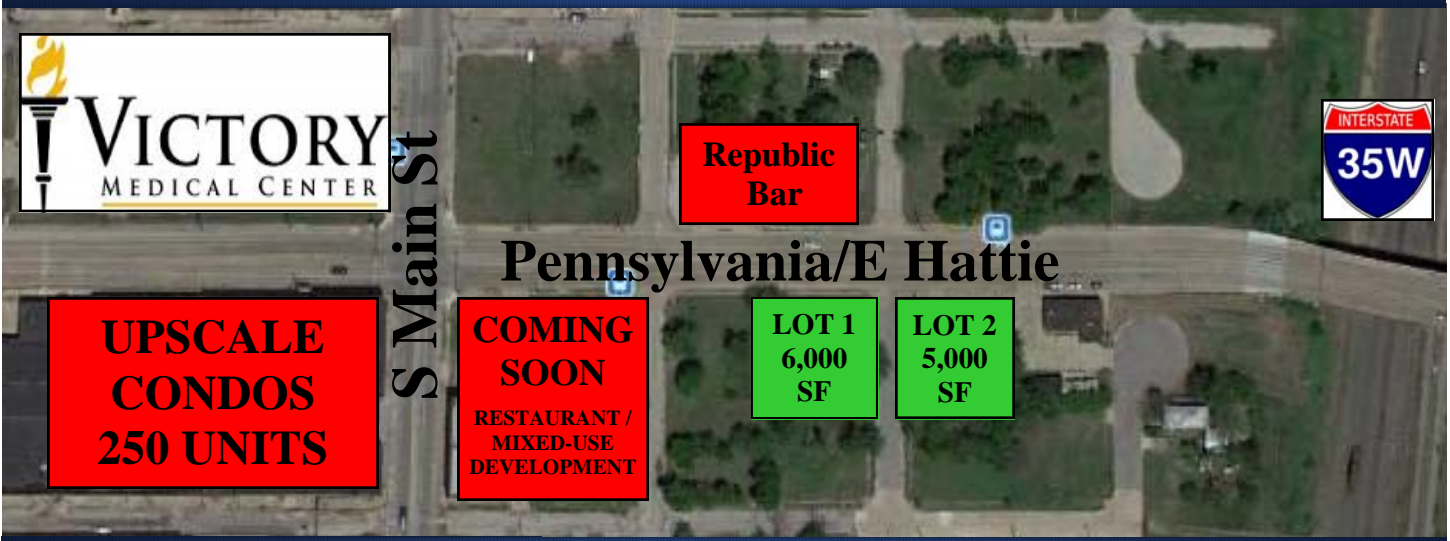 VICTORY
MEDICAL CENTER
S Main St
Republic
Bar
INTERSTATE
35W
Pennsylvania/E Hattie
UPSCALE
CONDOS
250 UNITS
COMING
SOON
RESTAURANT /
MIXED-USE
DEVELOPMENT
LOT 1
6,000
SF
LOT 2
5,000
SF